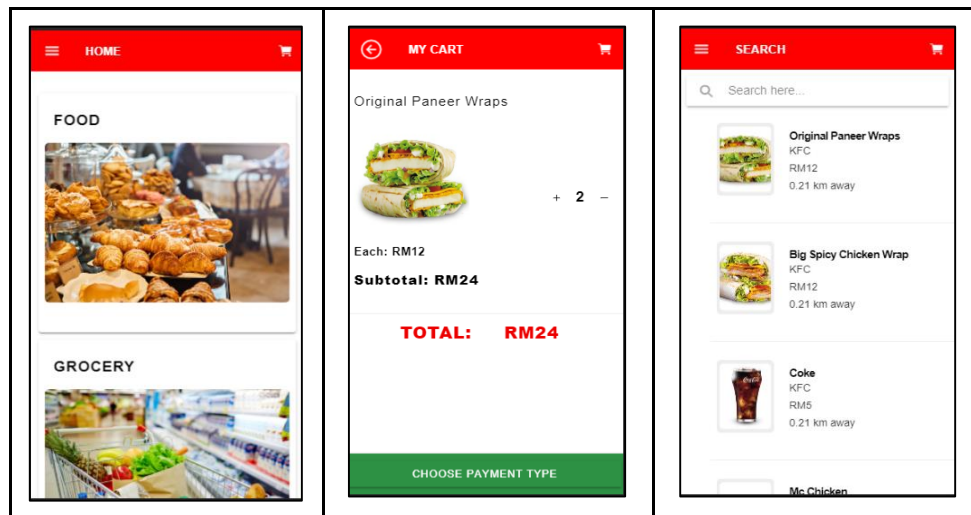 HOME
FOOD
GROCERY
MY CART
Original Paneer Wraps
+ 2 –
Each: RM12
Subtotal: RM24
TOTAL: RM24
CHOOSE PAYMENT TYPE
SEARCH
Search here...
Original Paneer Wraps
KFC
RM12
0.21 km away
Big Spicy Chicken Wrap
KFC
RM12
0.21 km away
Coke
KFC
RM5
0.21 km away
Mc Chicken